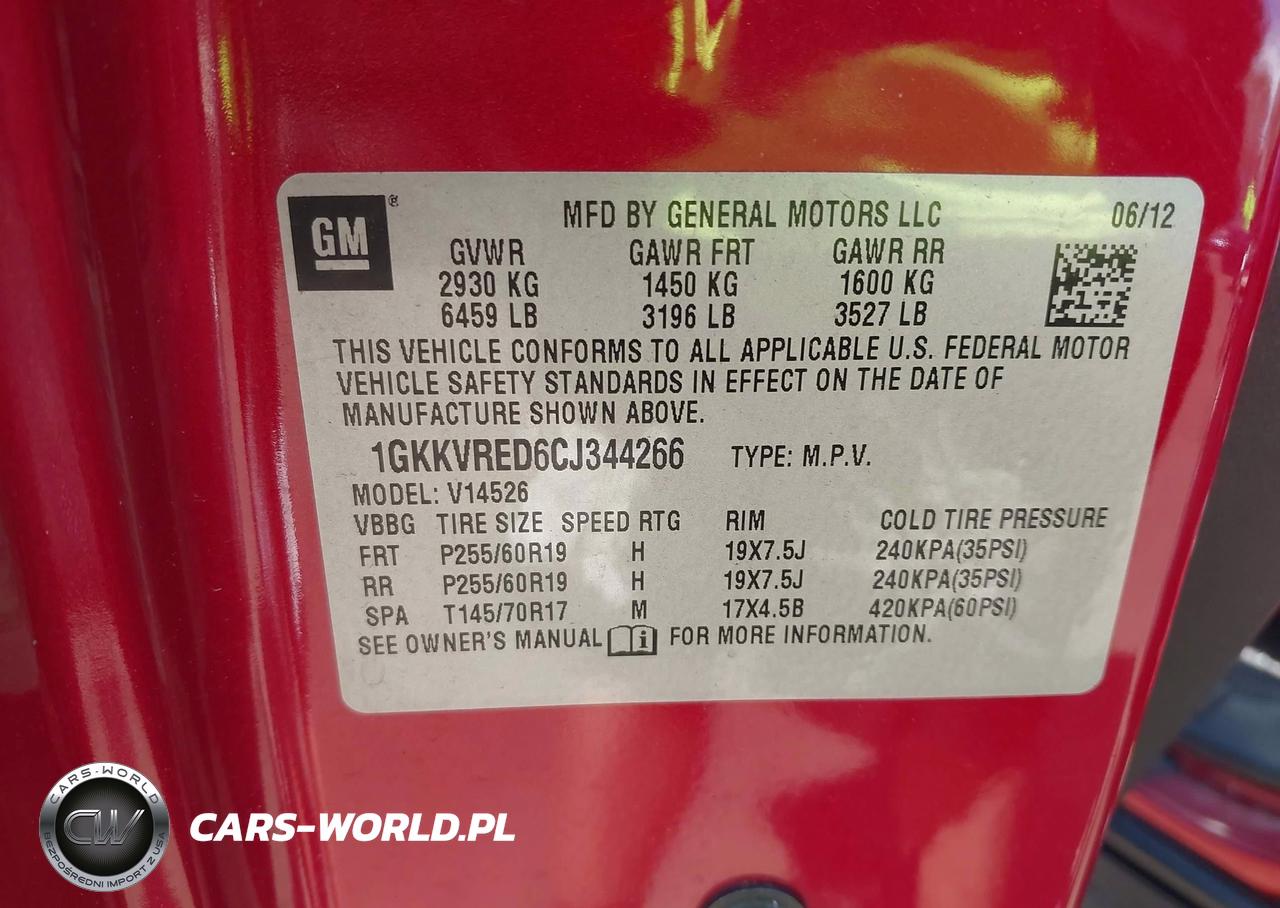 GM ®
MFD BY GENERAL MOTORS LLC 06/12
GVWR GAWR FRT GAWR RR
2930 KG 1450 KG 1600 KG
6459 LB 3196 LB 3527 LB
THIS VEHICLE CONFORMS TO ALL APPLICABLE U.S. FEDERAL MOTOR
VEHICLE SAFETY STANDARDS IN EFFECT ON THE DATE OF
MANUFACTURE SHOWN ABOVE.
1GKKVRED6CJ344266 TYPE: M.P.V.
MODEL: V14526
VBBG TIRE SIZE SPEED RTG RIM COLD TIRE PRESSURE
FRT P255/60R19 H 19X7.5J 240KPA(35PSI)
RR P255/60R19 H 19X7.5J 240KPA(35PSI)
SPA T145/70R17 M 17X4.5B 420KPA(60PSI)
SEE OWNER'S MANUAL i FOR MORE INFORMATION.
CARS-WORLD
CW
BEZPOŚREDNI IMPORT Z USA
CARS-WORLD.PL